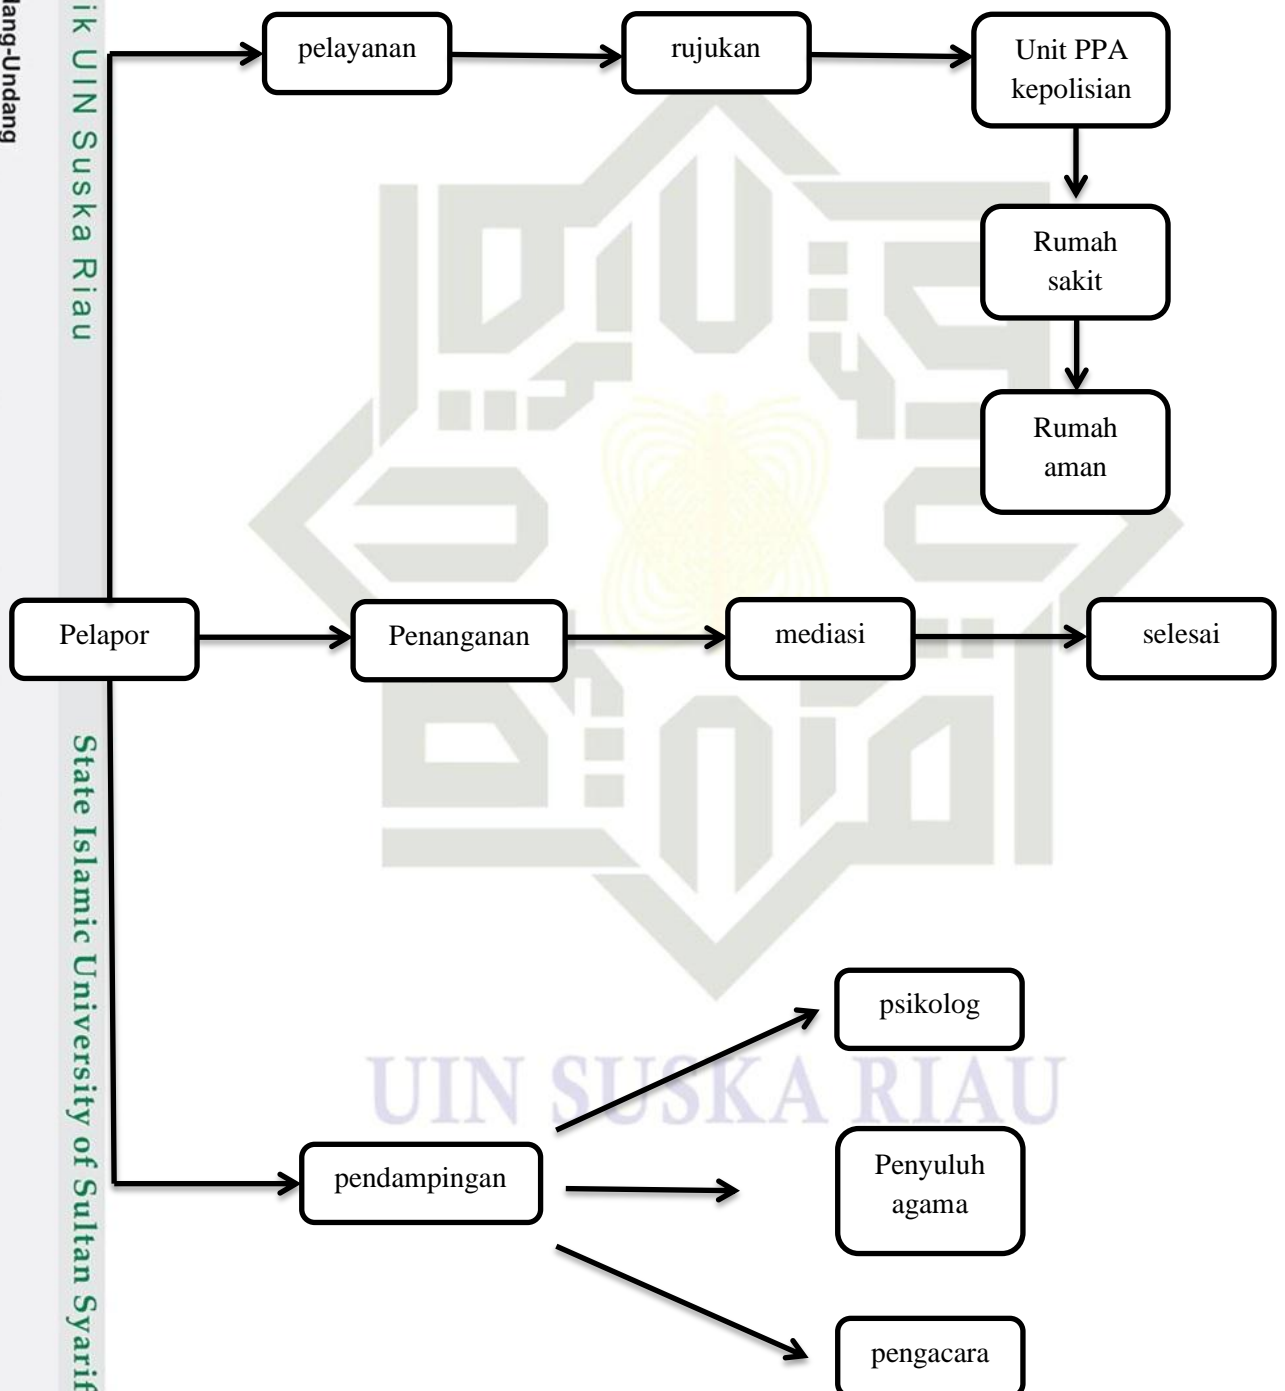 lang-Undang
ik UIN Suska Riau
State Islamic University of Sultan Syarif
pelayanan
rujukan
Unit PPA
kepolisian
Rumah
sakit
Rumah
aman
Pelapor
Penanganan
mediasi
selesai
psikolog
UIN SUSKA RIAU
pendampingan
Penyuluh
agama
pengacara